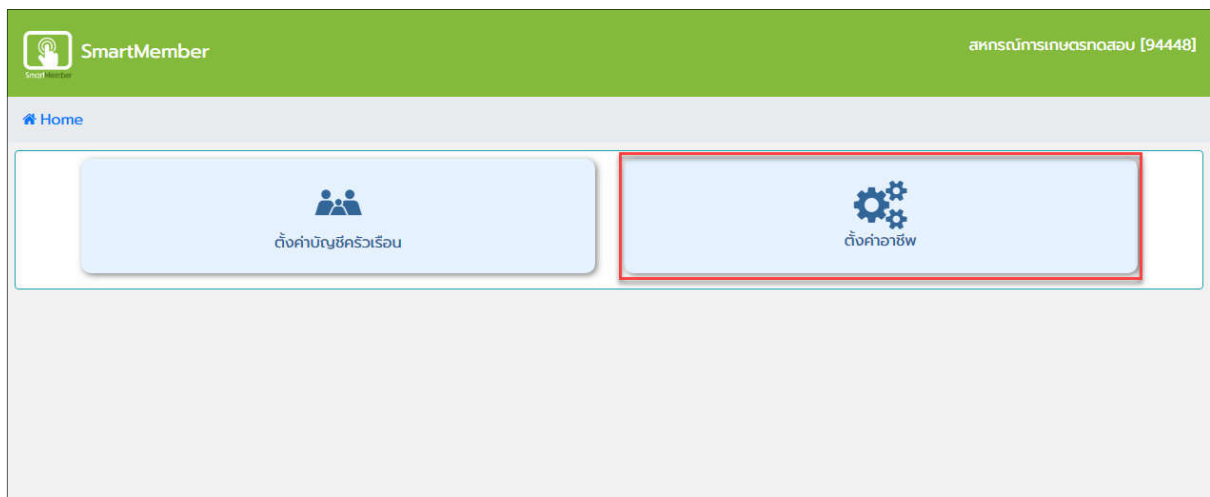 SmartMember
สหกรณ์การเกษตรทดสอบ [94448]
SmartMember
Home
ตั้งค่าบัญชีครัวเรือน
ตั้งค่าอาชีพ